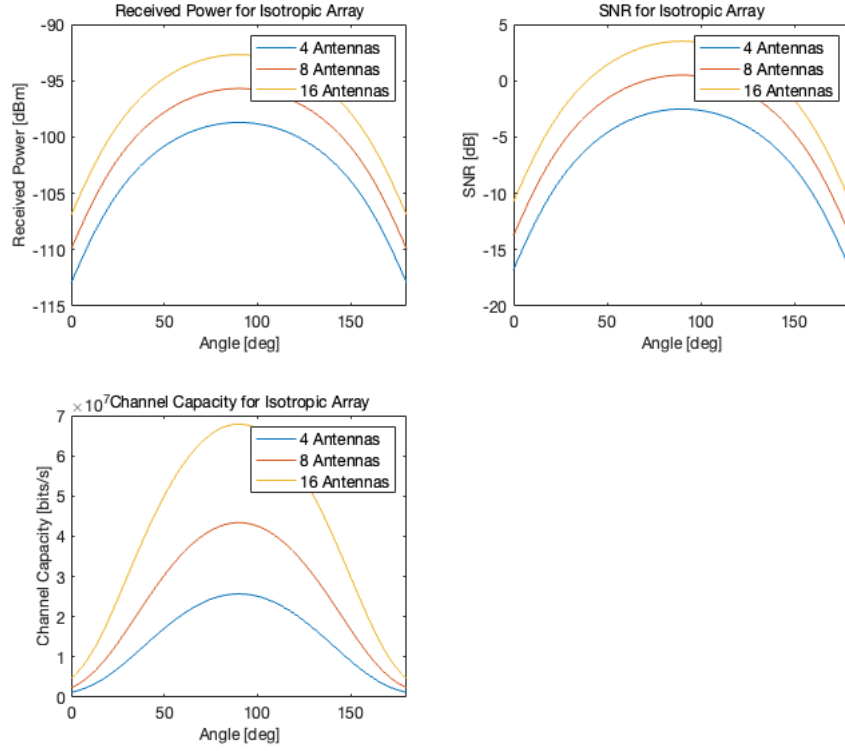 Received Power for Isotropic Array
-90
-95
-100
-105
-110
-115
Received Power [dBm]
4 Antennas
8 Antennas
16 Antennas
0
50
100
150
Angle [deg]
SNR for Isotropic Array
5
0
-5
-10
-15
-20
SNR [dB]
4 Antennas
8 Antennas
16 Antennas
0
50
100
150
Angle [deg]
×10⁷
Channel Capacity for Isotropic Array
7
6
5
4
3
2
1
0
Channel Capacity [bits/s]
4 Antennas
8 Antennas
16 Antennas
0
50
100
150
Angle [deg]